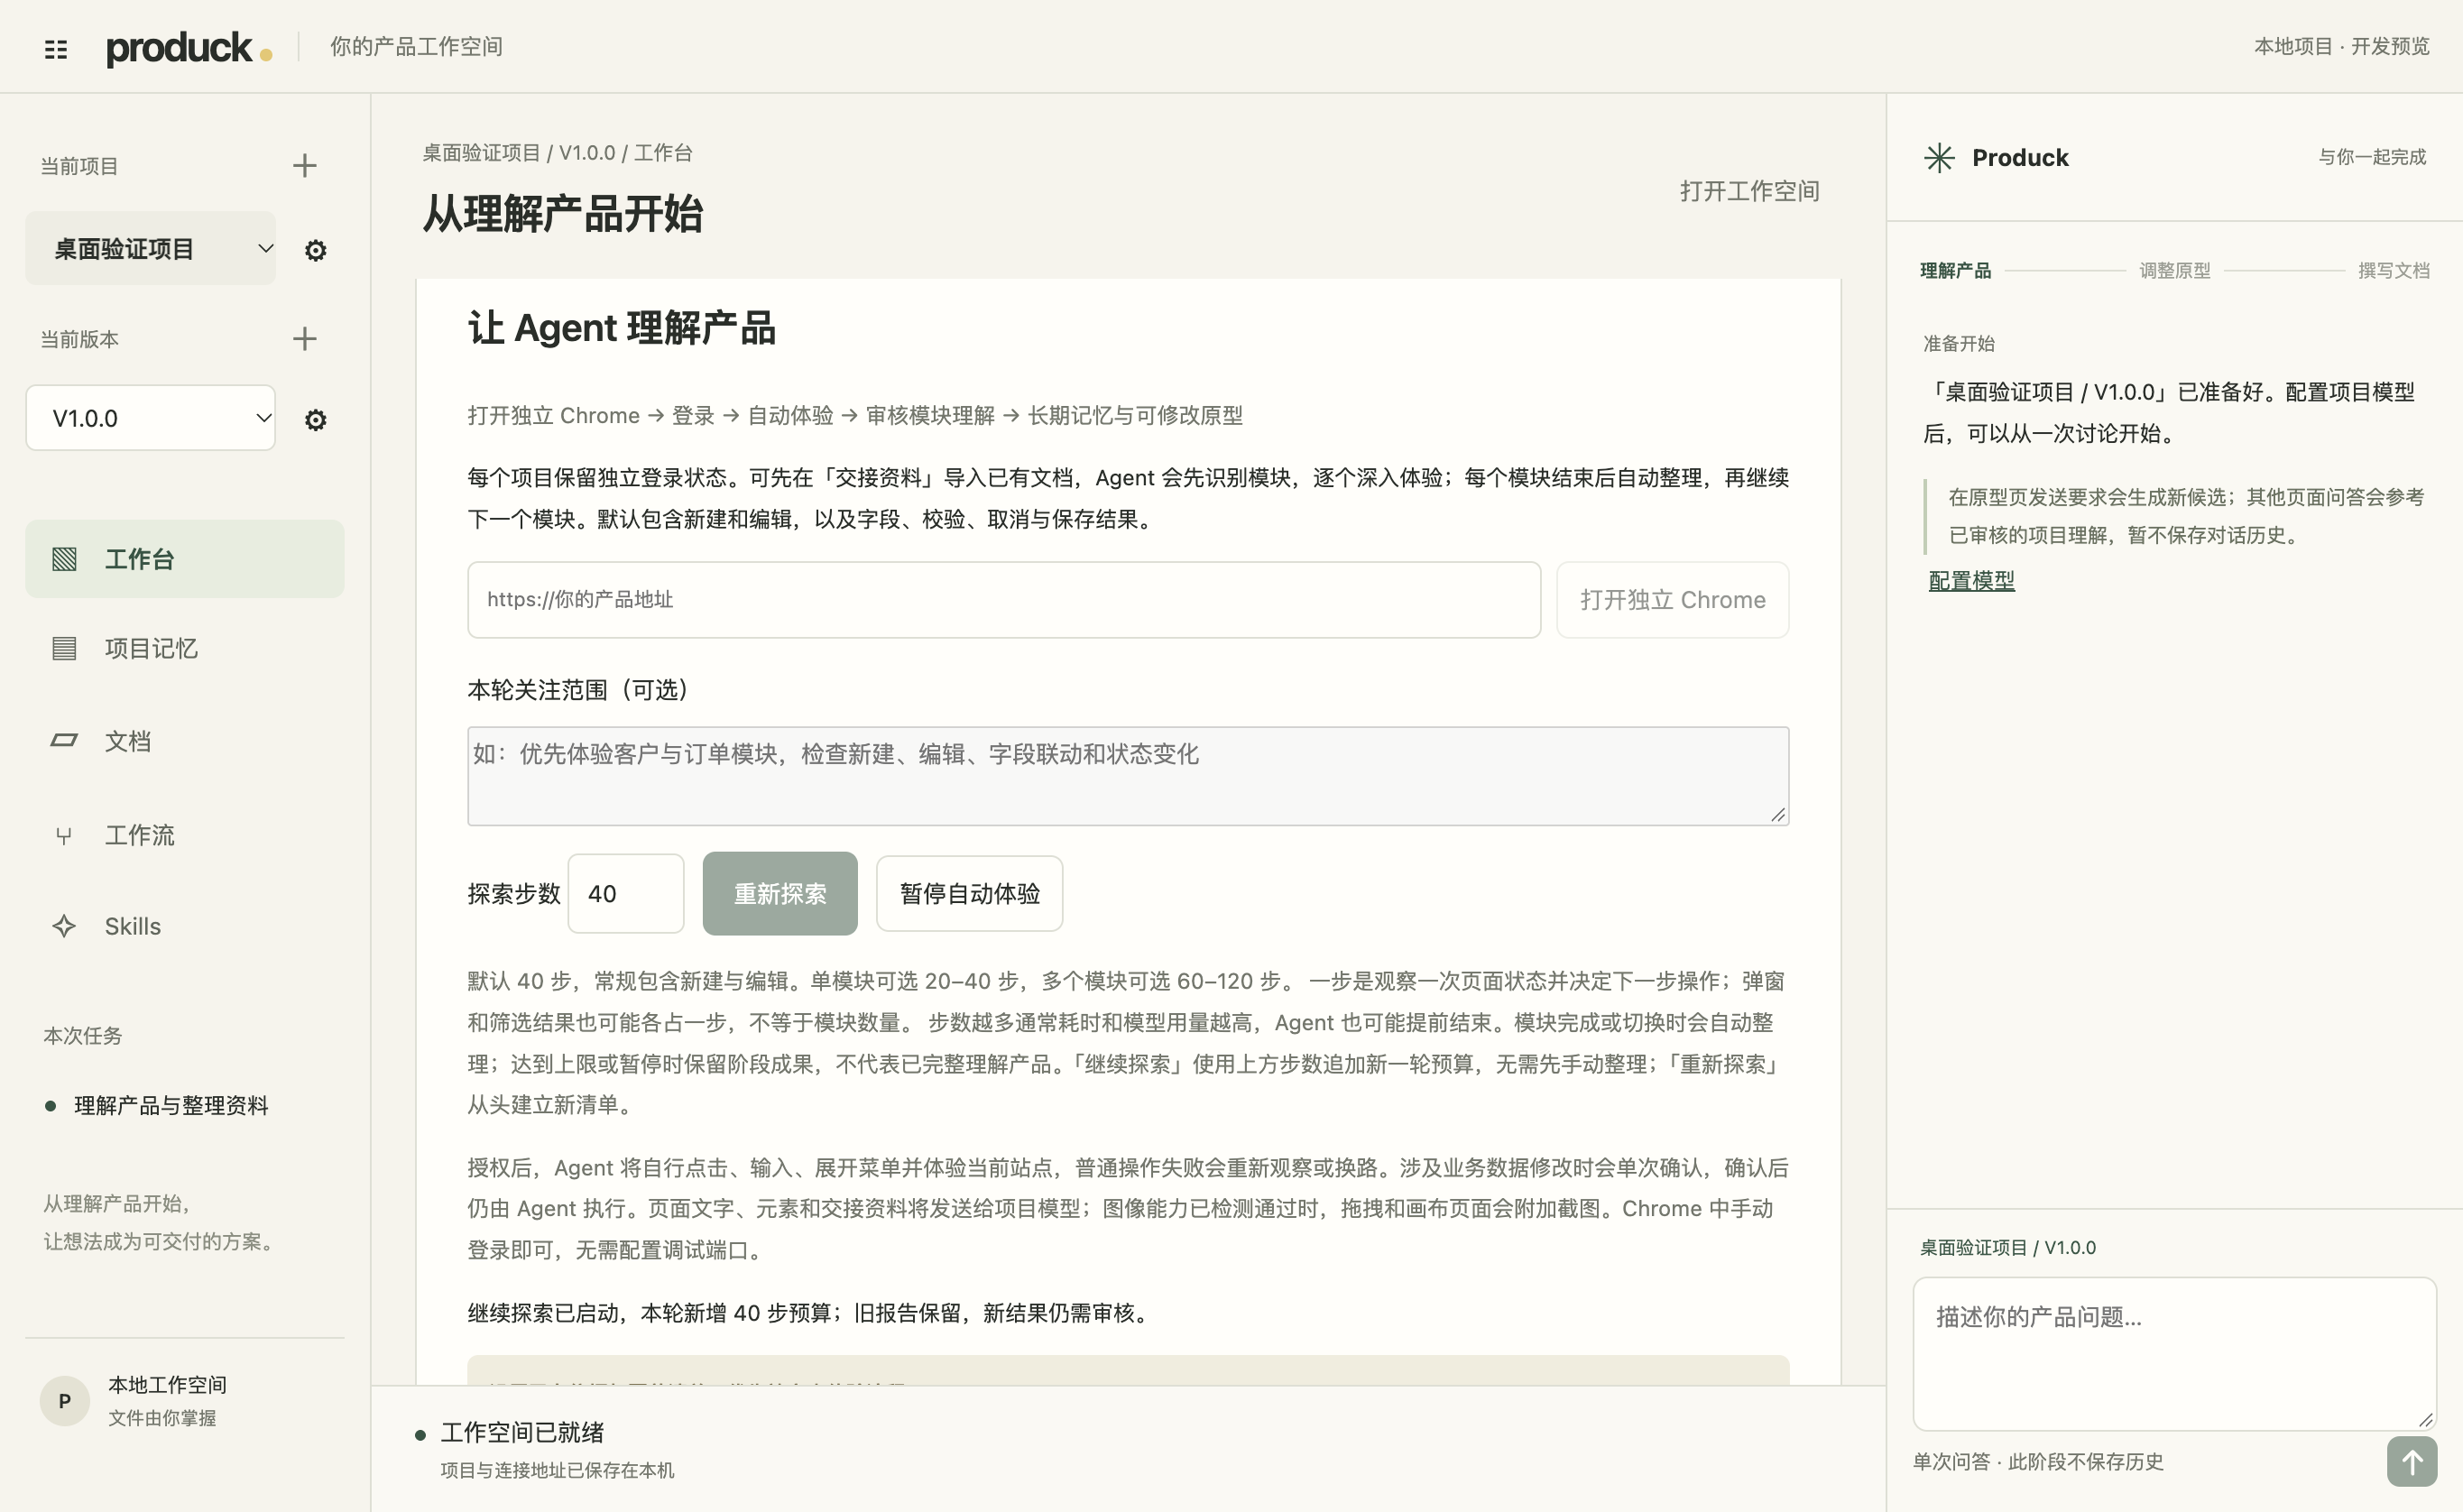 produck.
你的产品工作空间
本地项目 · 开发预览
当前项目
桌面验证项目
当前版本
V1.0.0
工作台
项目记忆
文档
工作流
Skills
本次任务
理解产品与整理资料
从理解产品开始，
让想法成为可交付的方案。
P
本地工作空间
文件由你掌握
桌面验证项目 / V1.0.0 / 工作台
从理解产品开始
打开工作空间
让 Agent 理解产品
打开独立 Chrome → 登录 → 自动体验 → 审核模块理解 → 长期记忆与可修改原型
每个项目保留独立登录状态。可先在「交接资料」导入已有文档，Agent 会先识别模块，逐个深入体验；每个模块结束后自动整理，再继续
下一个模块。默认包含新建和编辑，以及字段、校验、取消与保存结果。
https://你的产品地址
打开独立 Chrome
本轮关注范围（可选）
如：优先体验客户与订单模块，检查新建、编辑、字段联动和状态变化
探索步数
40
重新探索
暂停自动体验
默认 40 步，常规包含新建与编辑。单模块可选 20–40 步，多个模块可选 60–120 步。 一步是观察一次页面状态并决定下一步操作；弹窗
和筛选结果也可能各占一步，不等于模块数量。 步数越多通常耗时和模型用量越高，Agent 也可能提前结束。模块完成或切换时会自动整
理；达到上限或暂停时保留阶段成果，不代表已完整理解产品。「继续探索」使用上方步数追加新一轮预算，无需先手动整理；「重新探索」
从头建立新清单。
授权后，Agent 将自行点击、输入、展开菜单并体验当前站点，普通操作失败会重新观察或换路。涉及业务数据修改时会单次确认，确认后
仍由 Agent 执行。页面文字、元素和交接资料将发送给项目模型；图像能力已检测通过时，拖拽和画布页面会附加截图。Chrome 中手动
登录即可，无需配置调试端口。
继续探索已启动，本轮新增 40 步预算；旧报告保留，新结果仍需审核。
工作空间已就绪
项目与连接地址已保存在本机
Produck
与你一起完成
理解产品
调整原型
撰写文档
准备开始
「桌面验证项目 / V1.0.0」已准备好。配置项目模型
后，可以从一次讨论开始。
在原型页发送要求会生成新候选；其他页面问答会参考
已审核的项目理解，暂不保存对话历史。
配置模型
桌面验证项目 / V1.0.0
描述你的产品问题...
单次问答 · 此阶段不保存历史